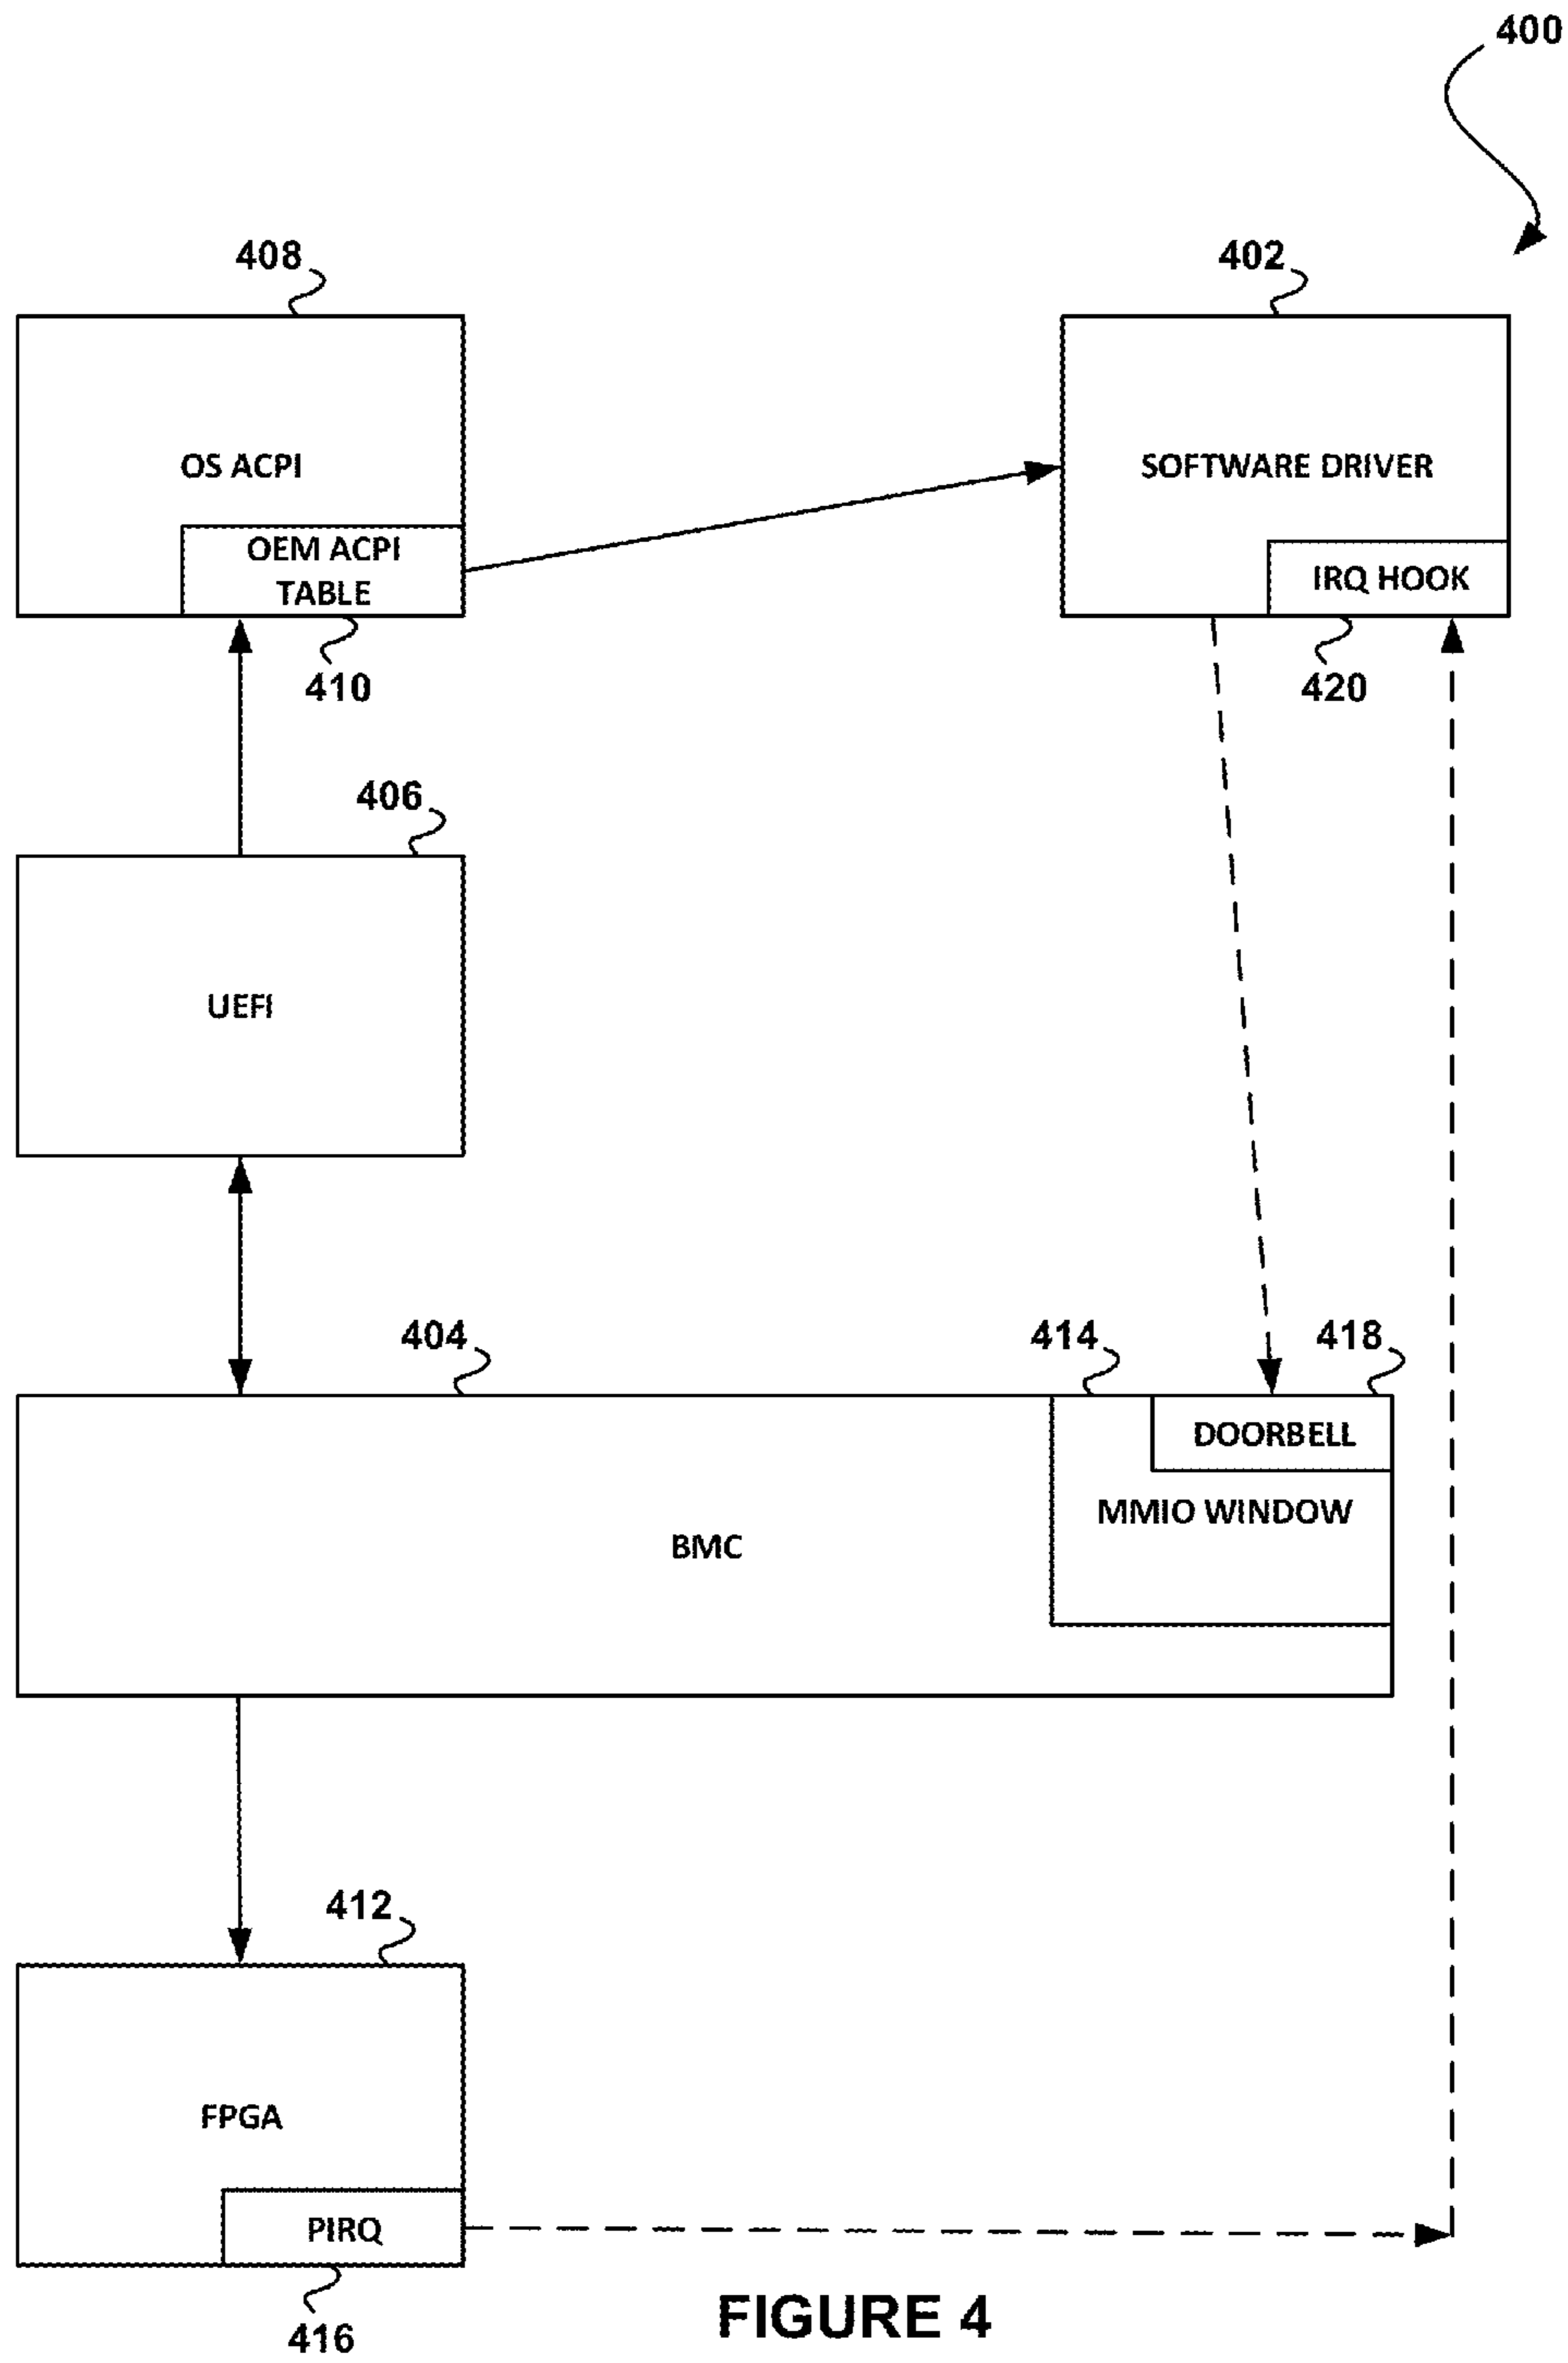 400
408
402
OS ACPI
SOFTWARE DRIVER
OEM ACPI
TABLE
IRQ HOOK
410
420
406
UEFI
404
414
418
DOORBELL
MMIO WINDOW
BMC
412
FPGA
PIRQ
416
FIGURE 4